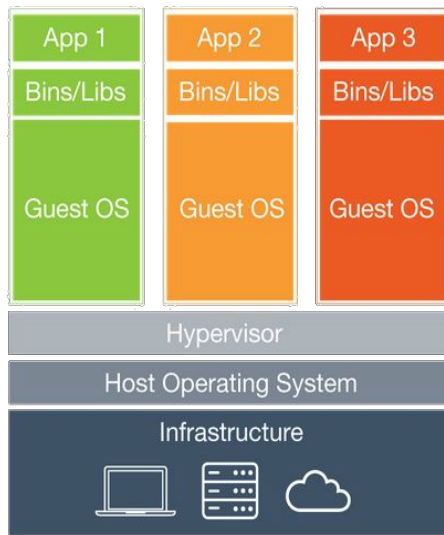 App 1
App 2
App 3
Bins/Libs
Bins/Libs
Bins/Libs
Guest OS
Guest OS
Guest OS
Hypervisor
Host Operating System
Infrastructure